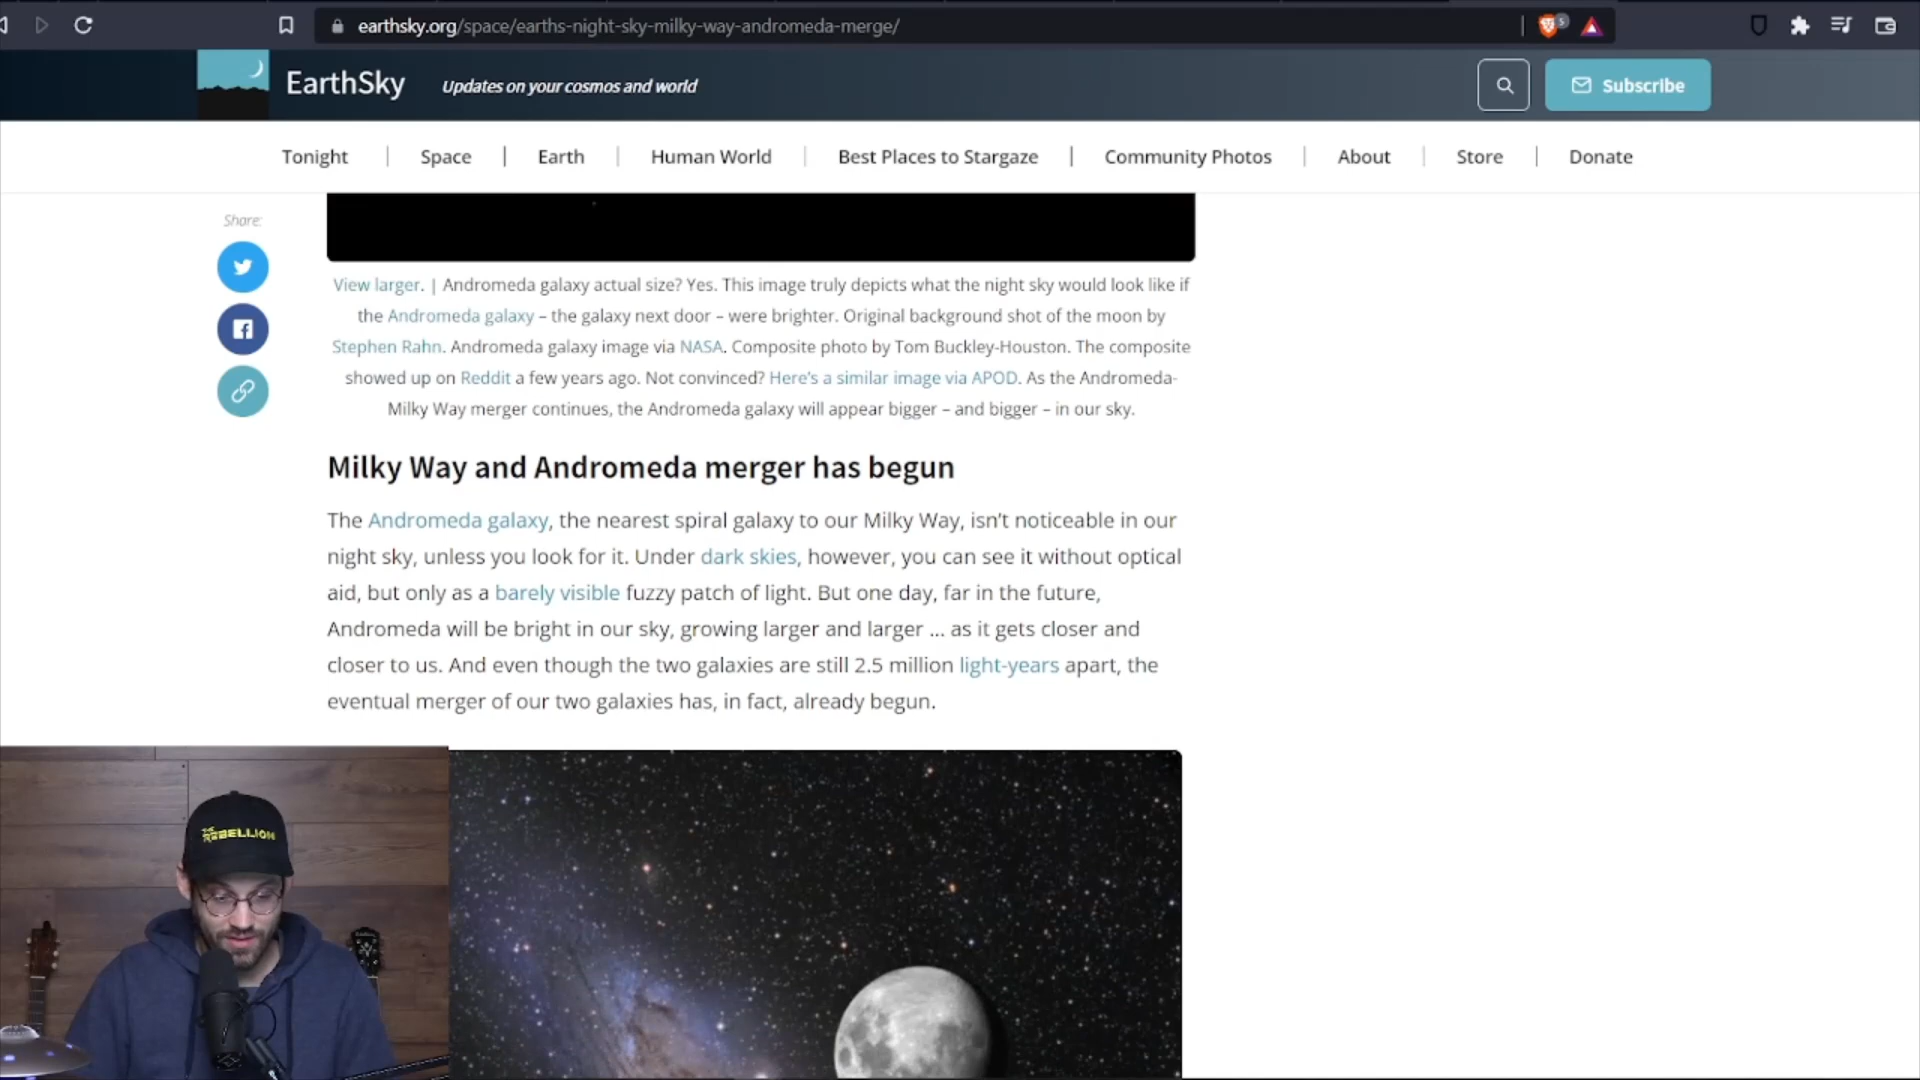 earthsky.org/space/earths-night-sky-milky-way-andromeda-merge/
5
EarthSky
Updates on your cosmos and world
Subscribe
Tonight
Space
Earth
Human World
Best Places to Stargaze
Community Photos
About
Store
Donate
Share:
View larger. | Andromeda galaxy actual size? Yes. This image truly depicts what the night sky would look like if
the Andromeda galaxy – the galaxy next door – were brighter. Original background shot of the moon by
Stephen Rahn. Andromeda galaxy image via NASA. Composite photo by Tom Buckley-Houston. The composite
showed up on Reddit a few years ago. Not convinced? Here's a similar image via APOD. As the Andromeda-
Milky Way merger continues, the Andromeda galaxy will appear bigger – and bigger – in our sky.
Milky Way and Andromeda merger has begun
The Andromeda galaxy, the nearest spiral galaxy to our Milky Way, isn't noticeable in our
night sky, unless you look for it. Under dark skies, however, you can see it without optical
aid, but only as a barely visible fuzzy patch of light. But one day, far in the future,
Andromeda will be bright in our sky, growing larger and larger ... as it gets closer and
closer to us. And even though the two galaxies are still 2.5 million light-years apart, the
eventual merger of our two galaxies has, in fact, already begun.
REBELLION